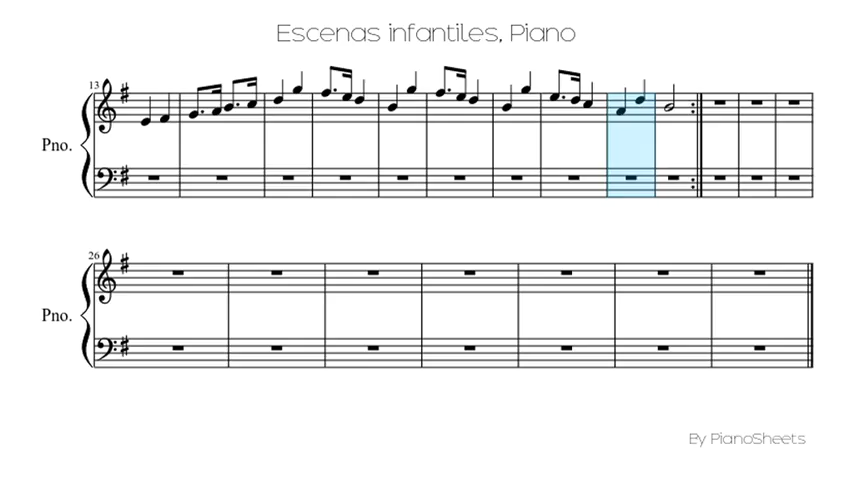 Escenas infantiles, Piano
13
Pno.
26
Pno.
By PianoSheets